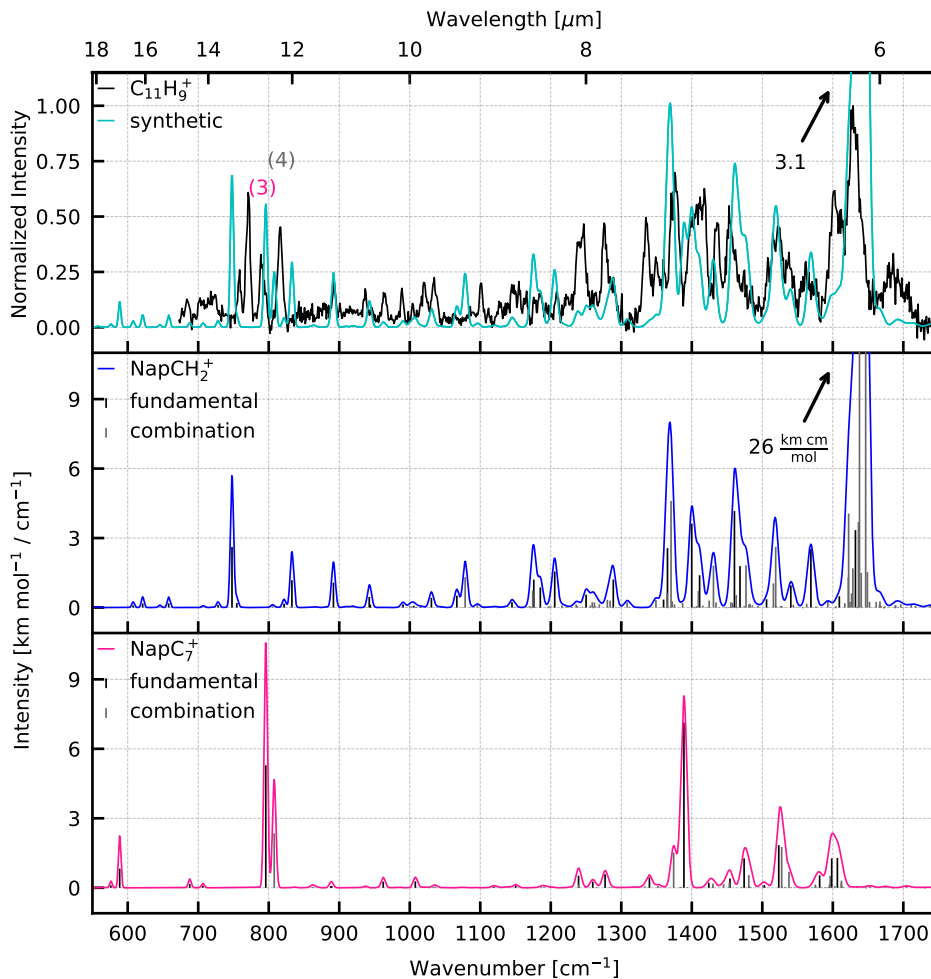 Wavelength [μm]
18 16 14 12 10 8 6
C₁₁H₉⁺
synthetic
(4)
(3)
3.1
1.00
0.75
0.50
0.25
0.00
Normalized Intensity
NapCH₂⁺
fundamental
combination
26 km cm / mol
9
6
3
0
NapC₇⁺
fundamental
combination
9
6
3
0
Intensity [km mol⁻¹ / cm⁻¹]
600 700 800 900 1000 1100 1200 1300 1400 1500 1600 1700
Wavenumber [cm⁻¹]